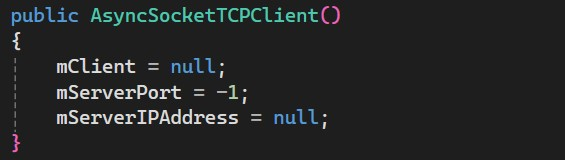 public AsyncSocketTCPClient()
{
    mClient = null;
    mServerPort = -1;
    mServerIPAddress = null;
}